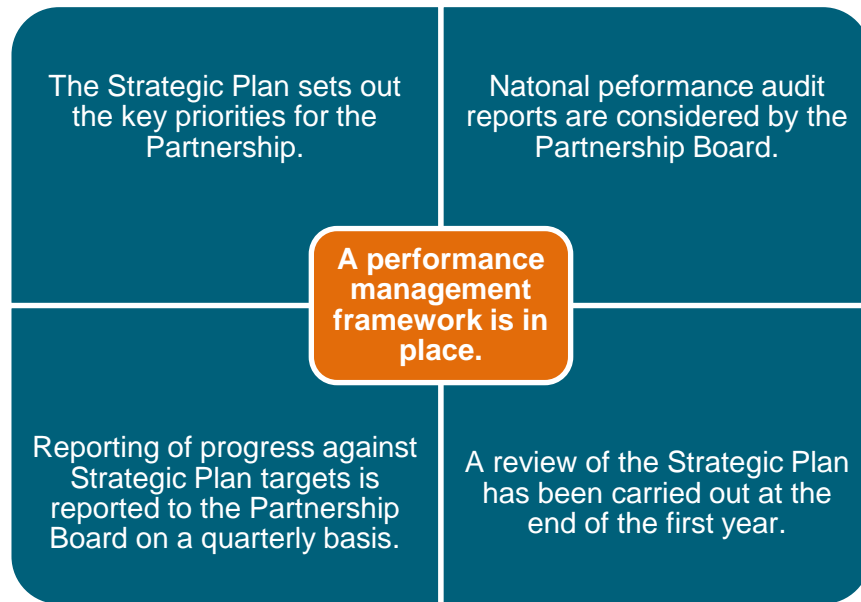 The Strategic Plan sets out
the key priorities for the
Partnership.
Natonal peformance audit
reports are considered by the
Partnership Board.
A performance
management
framework is in
place.
Reporting of progress against
Strategic Plan targets is
reported to the Partnership
Board on a quarterly basis.
A review of the Strategic Plan
has been carried out at the
end of the first year.